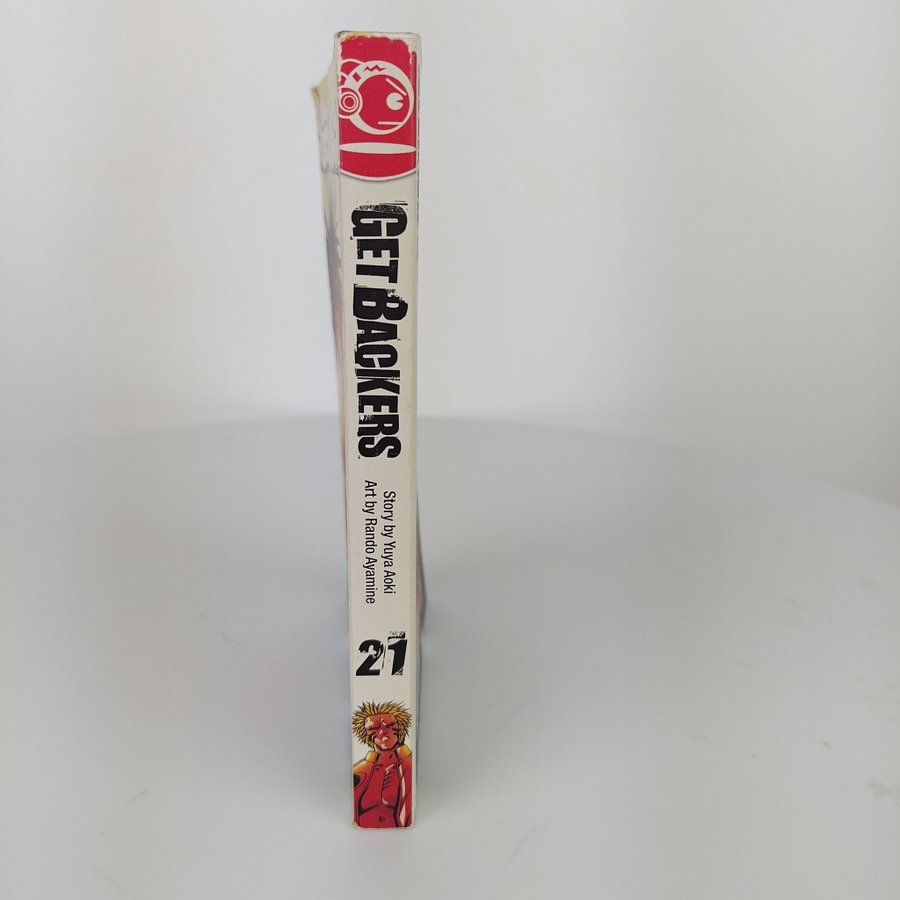 GET BACKERS
Story by Yuya Aoki
Art by Rando Ayamine
21